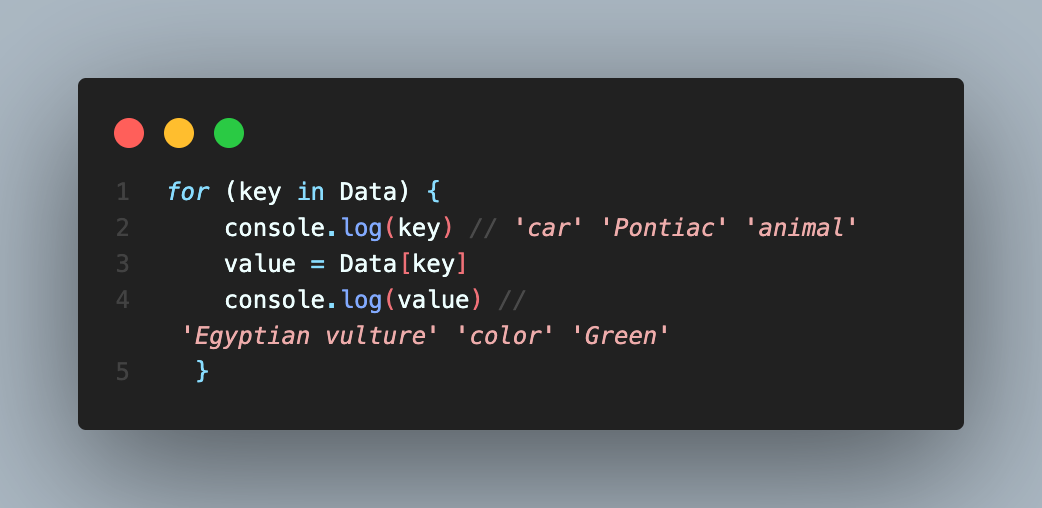 1 for (key in Data) {
2 console.log(key) // 'car' 'Pontiac' 'animal'
3 value = Data[key]
4 console.log(value) //
'Egyptian vulture' 'color' 'Green'
5 }